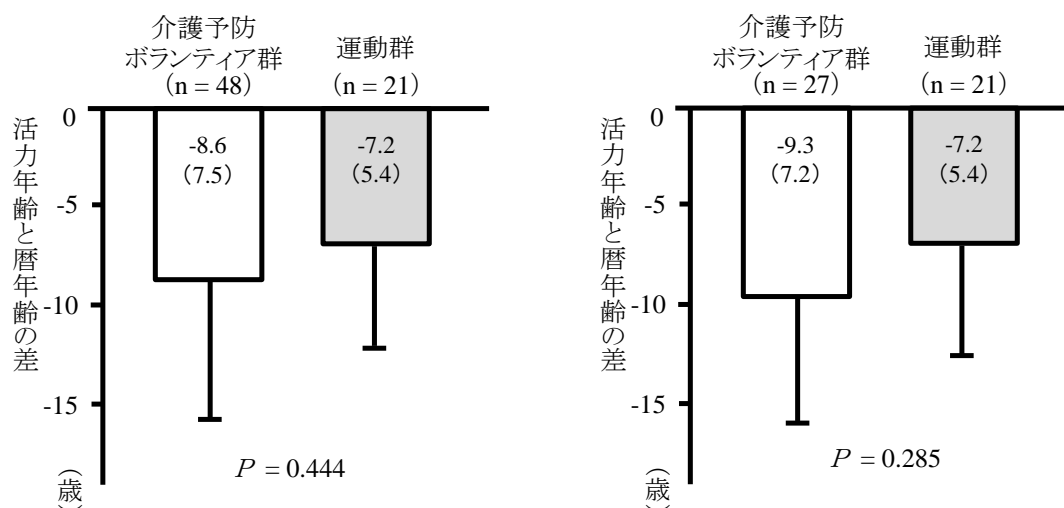 介護予防
ボランティア群
(n = 48)
運動群
(n = 21)
0
-5
-10
-15
活力年齢と暦年齢の差
(歳)
-8.6
(7.5)
-7.2
(5.4)
P = 0.444
介護予防
ボランティア群
(n = 27)
運動群
(n = 21)
0
-5
-10
-15
活力年齢と暦年齢の差
(歳)
-9.3
(7.2)
-7.2
(5.4)
P = 0.285